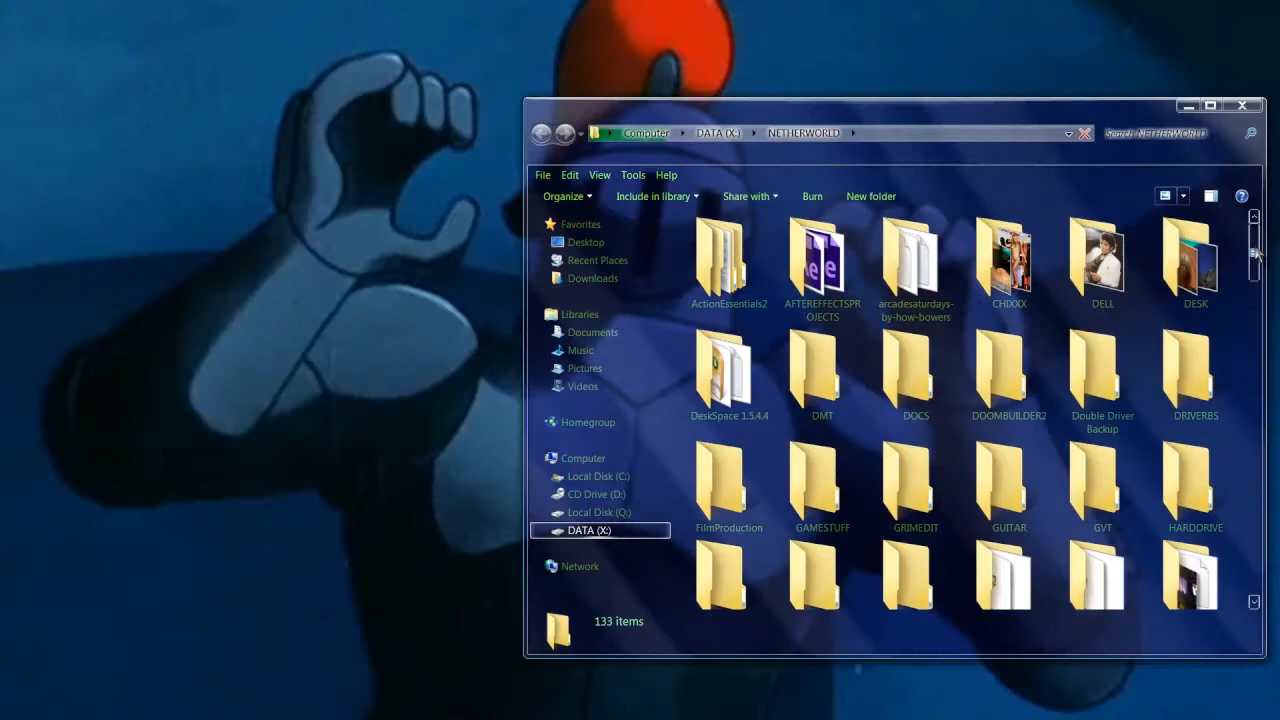 Computer DATA (X:) NETHERWORLD
Search NETHERWORLD
File Edit View Tools Help
Organize Include in library Share with Burn New folder
Favorites
Desktop
Recent Places
Downloads
Libraries
Documents
Music
Pictures
Videos
Homegroup
Computer
Local Disk (C:)
CD Drive (D:)
Local Disk (Q:)
DATA (X:)
Network
Ae
ActionEssentials2
AFTEREFFECTSPR
OJECTS
arcadesaturdays-
by-how-bowers
CHIXXX
DELL
DESK
DeskSpace 1.5.4.4
DMT
DOCS
DOOMBUILDER2
Double Driver
Backup
DRIVERBS
FilmProduction
GAMESTUFF
GRIMEDIT
GUITAR
GVT
HARDDRIVE
133 items